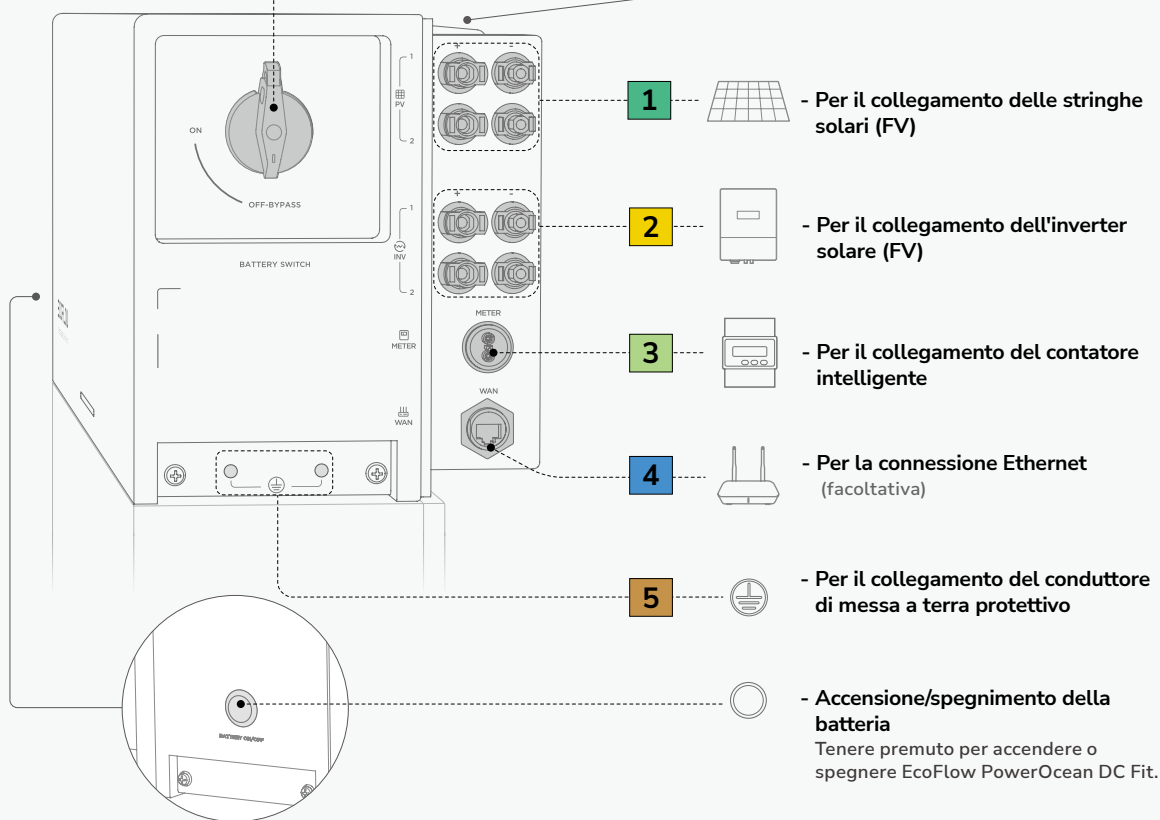 1
+ -
PV
2
ON
OFF-BYPASS
BATTERY SWITCH
1
+ -
INV
2
METER
METER
WAN
WAN
1
- Per il collegamento delle stringhe
solari (FV)
2
- Per il collegamento dell'inverter
solare (FV)
3
- Per il collegamento del contatore
intelligente
4
- Per la connessione Ethernet
(facoltativa)
5
- Per il collegamento del conduttore
di messa a terra protettivo
BATTERY ON/OFF
- Accensione/spegnimento della
batteria
Tenere premuto per accendere o
spegnere EcoFlow PowerOcean DC Fit.